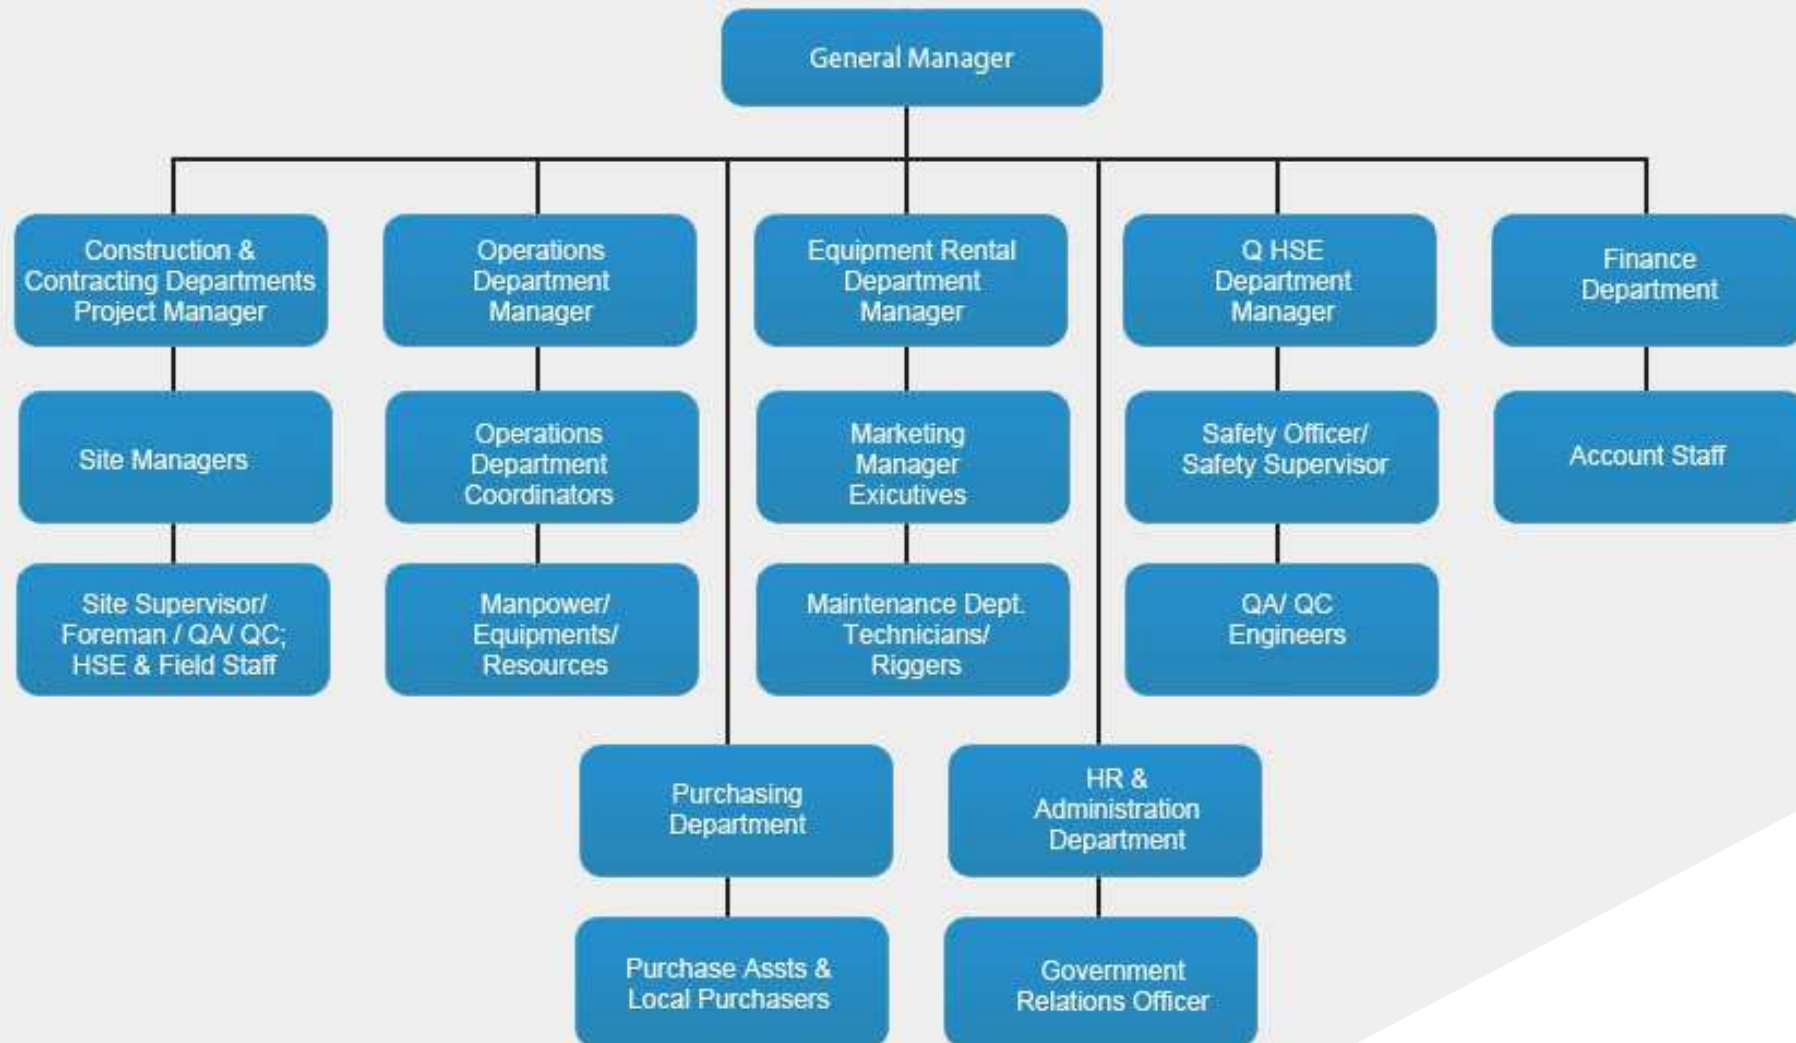 General Manager
Construction &
Contracting Departments
Project Manager
Operations
Department
Manager
Equipment Rental
Department
Manager
Q HSE
Department
Manager
Finance
Department
Site Managers
Operations
Department
Coordinators
Marketing
Manager
Exicutives
Safety Officer/
Safety Supervisor
Account Staff
Site Supervisor/
Foreman / QA/ QC;
HSE & Field Staff
Manpower/
Equipments/
Resources
Maintenance Dept.
Technicians/
Riggers
QA/ QC
Engineers
Purchasing
Department
HR &
Administration
Department
Purchase Assts &
Local Purchasers
Government
Relations Officer